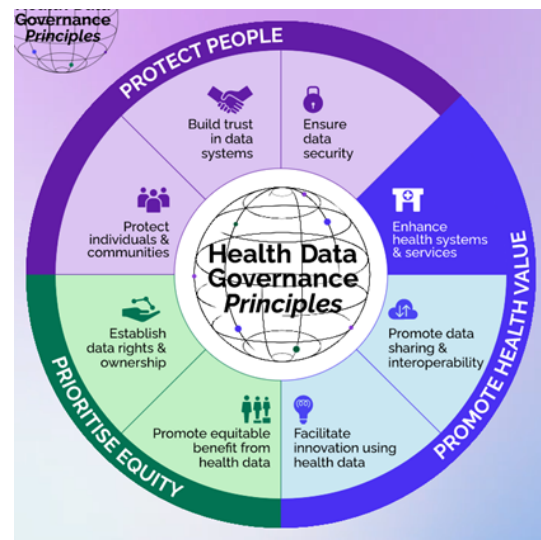 Health Data
Governance
Principles
PROTECT PEOPLE
Build trust
in data
systems
Ensure
data
security
Protect
individuals &
communities
Enhance
health systems
& services
Health Data
Governance
Principles
Establish
data rights &
ownership
Promote data
sharing &
interoperability
Promote equitable
benefit from
health data
Facilitate
innovation using
health data
PRIORITISE EQUITY
PROMOTE HEALTH VALUE